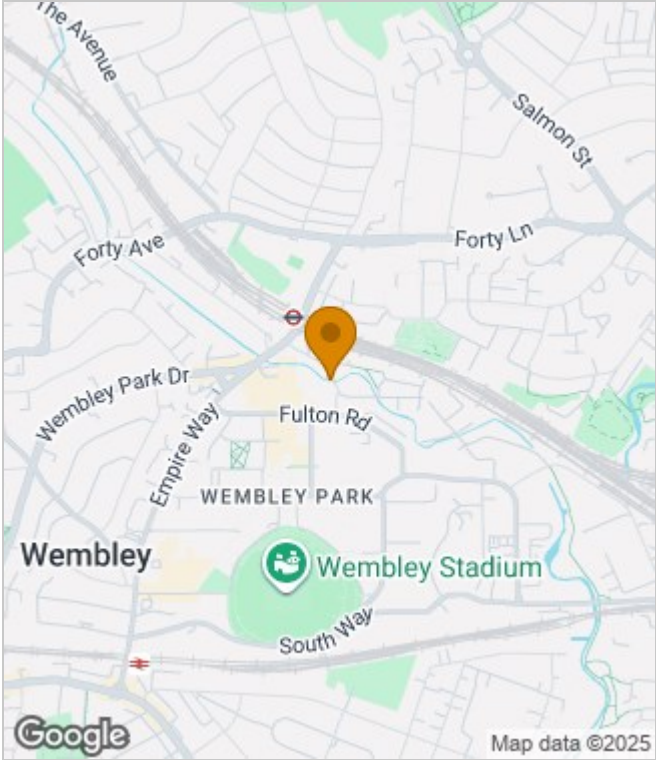 The Avenue
Salmon St
Forty Ave
Forty Ln
Wembley Park Dr
Fulton Rd
Empire Way
WEMBLEY PARK
Wembley
Wembley Stadium
South Way
Google
Map data ©2025